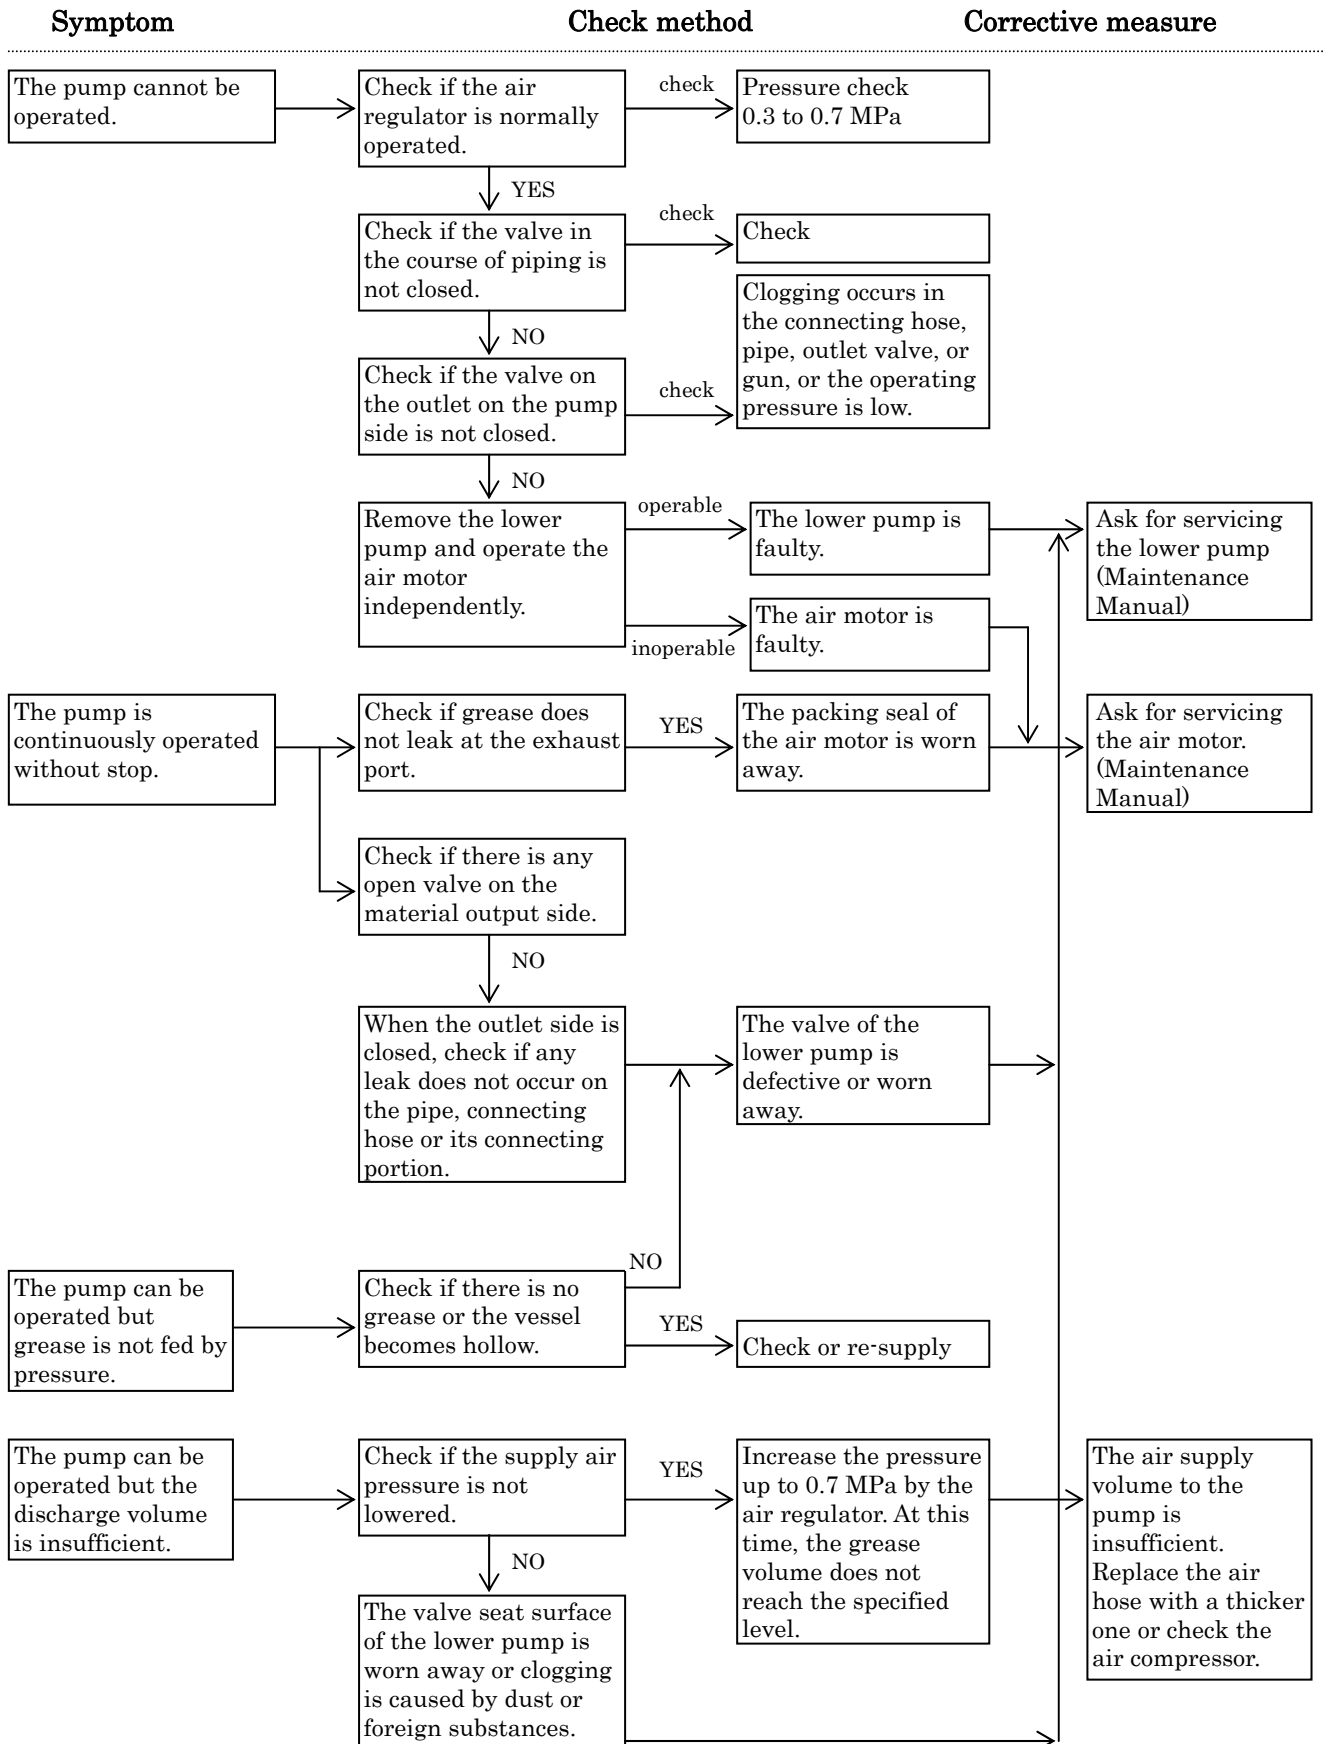 Symptom
Check method
Corrective measure
The pump cannot be
operated.
Check if the air
regulator is normally
operated.
check
Pressure check
0.3 to 0.7 MPa
YES
Check if the valve in
the course of piping is
not closed.
check
Check
NO
Check if the valve on
the outlet on the pump
side is not closed.
check
Clogging occurs in
the connecting hose,
pipe, outlet valve, or
gun, or the operating
pressure is low.
NO
Remove the lower
pump and operate the
air motor
independently.
operable
The lower pump is
faulty.
Ask for servicing
the lower pump
(Maintenance
Manual)
inoperable
The air motor is
faulty.
The pump is
continuously operated
without stop.
Check if grease does
not leak at the exhaust
port.
YES
The packing seal of
the air motor is worn
away.
Ask for servicing
the air motor.
(Maintenance
Manual)
Check if there is any
open valve on the
material output side.
NO
When the outlet side is
closed, check if any
leak does not occur on
the pipe, connecting
hose or its connecting
portion.
The valve of the
lower pump is
defective or worn
away.
The pump can be
operated but
grease is not fed by
pressure.
Check if there is no
grease or the vessel
becomes hollow.
NO
YES
Check or re-supply
The pump can be
operated but the
discharge volume
is insufficient.
Check if the supply air
pressure is not
lowered.
YES
Increase the pressure
up to 0.7 MPa by the
air regulator. At this
time, the grease
volume does not
reach the specified
level.
The air supply
volume to the
pump is
insufficient.
Replace the air
hose with a thicker
one or check the
air compressor.
NO
The valve seat surface
of the lower pump is
worn away or clogging
is caused by dust or
foreign substances.